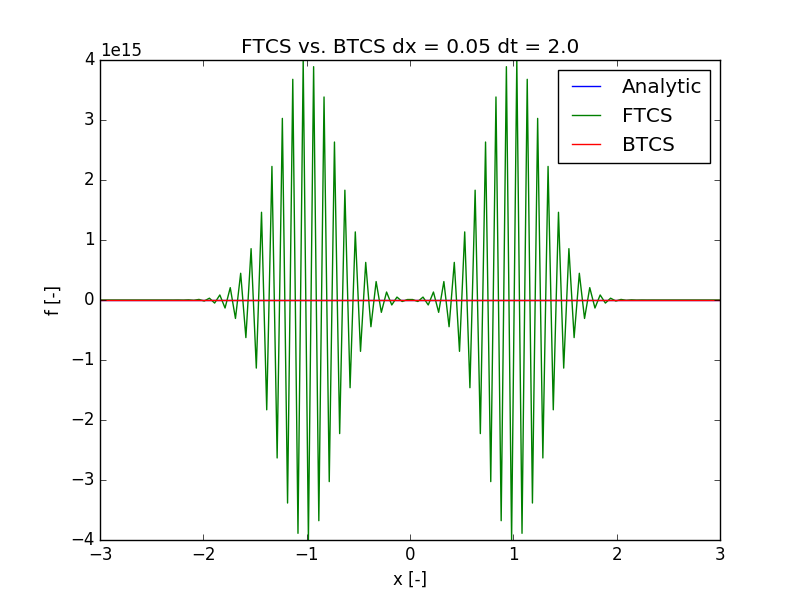 FTCS vs. BTCS dx = 0.05 dt = 2.0
1e15
Analytic
FTCS
BTCS
4
3
2
1
0
−1
−2
−3
−4
f [-]
−3 −2 −1 0 1 2 3
x [-]